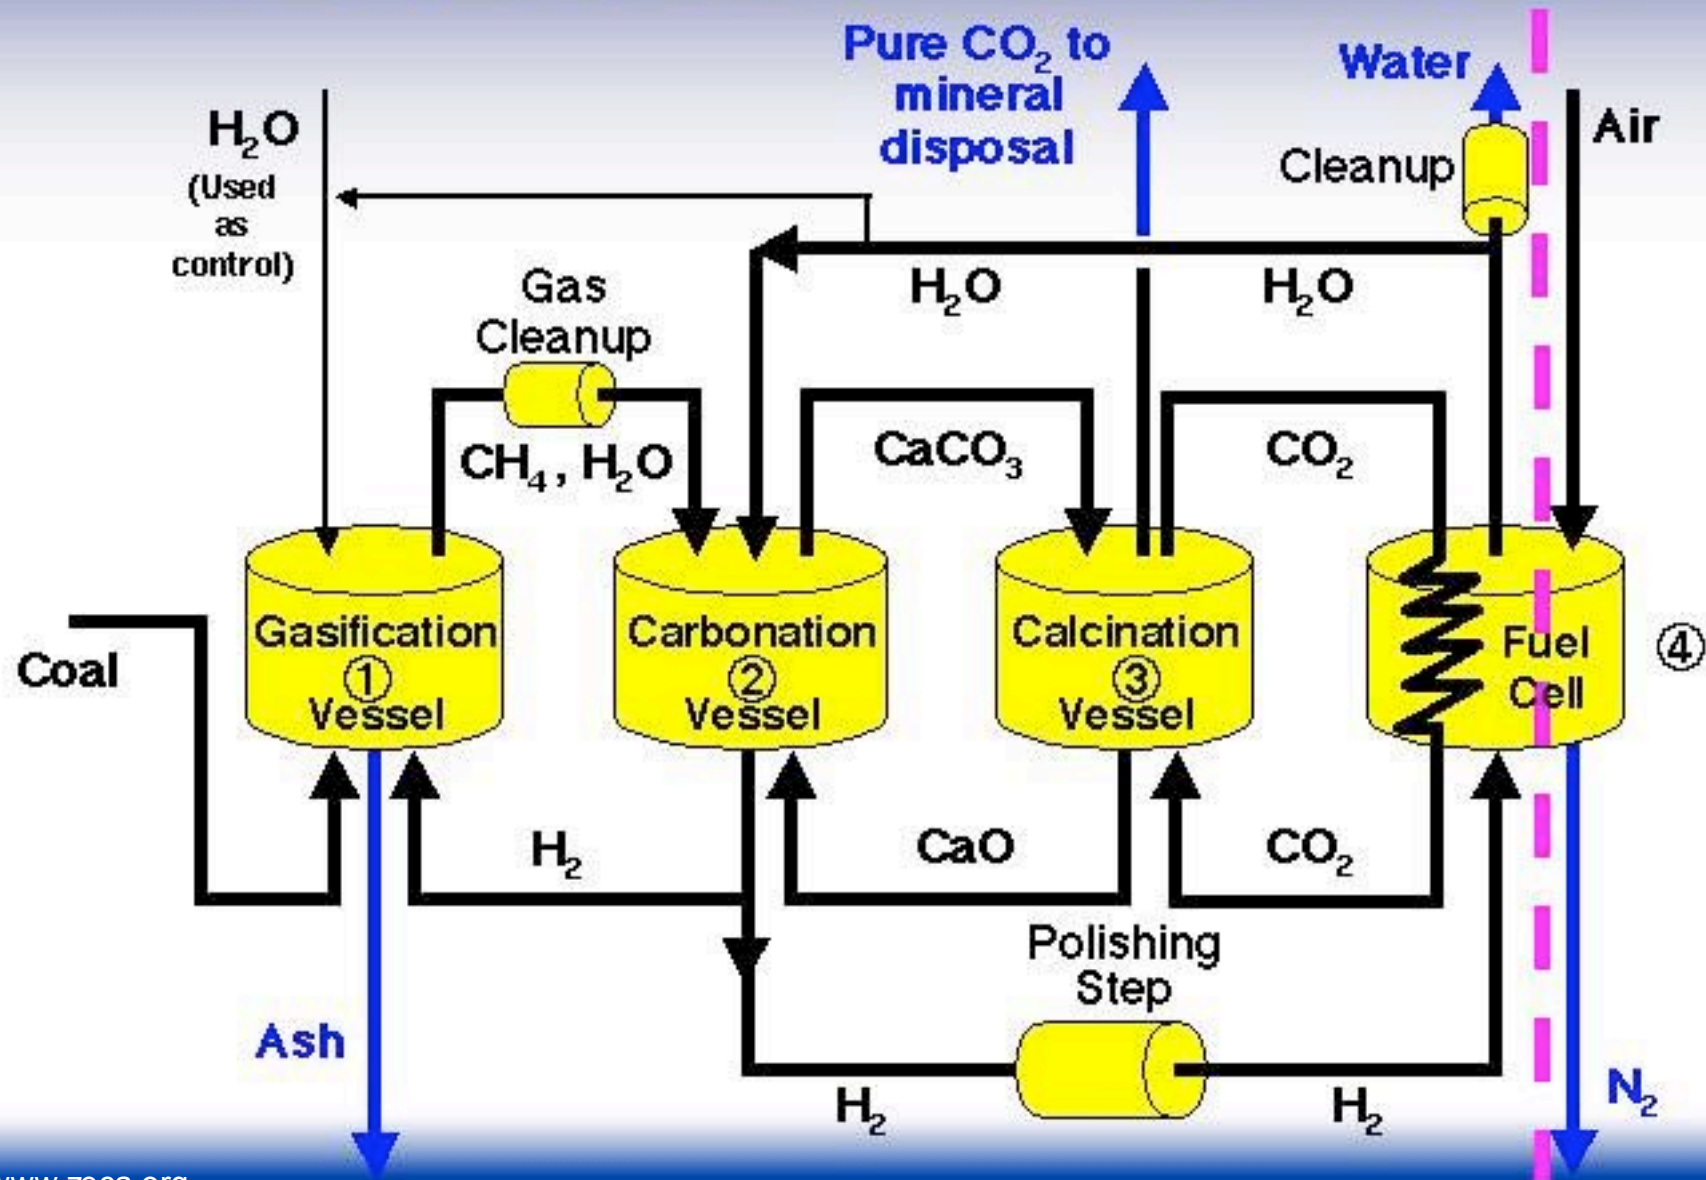 Pure CO₂ to
mineral
disposal
Water
Air
H₂O
(Used
as
control)
Cleanup
H₂O
H₂O
Gas
Cleanup
CH₄, H₂O
CaCO₃
CO₂
Coal
Gasification
①
Vessel
Carbonation
②
Vessel
Calcination
③
Vessel
Fuel
Cell
④
H₂
CaO
CO₂
Polishing
Step
Ash
H₂
H₂
N₂